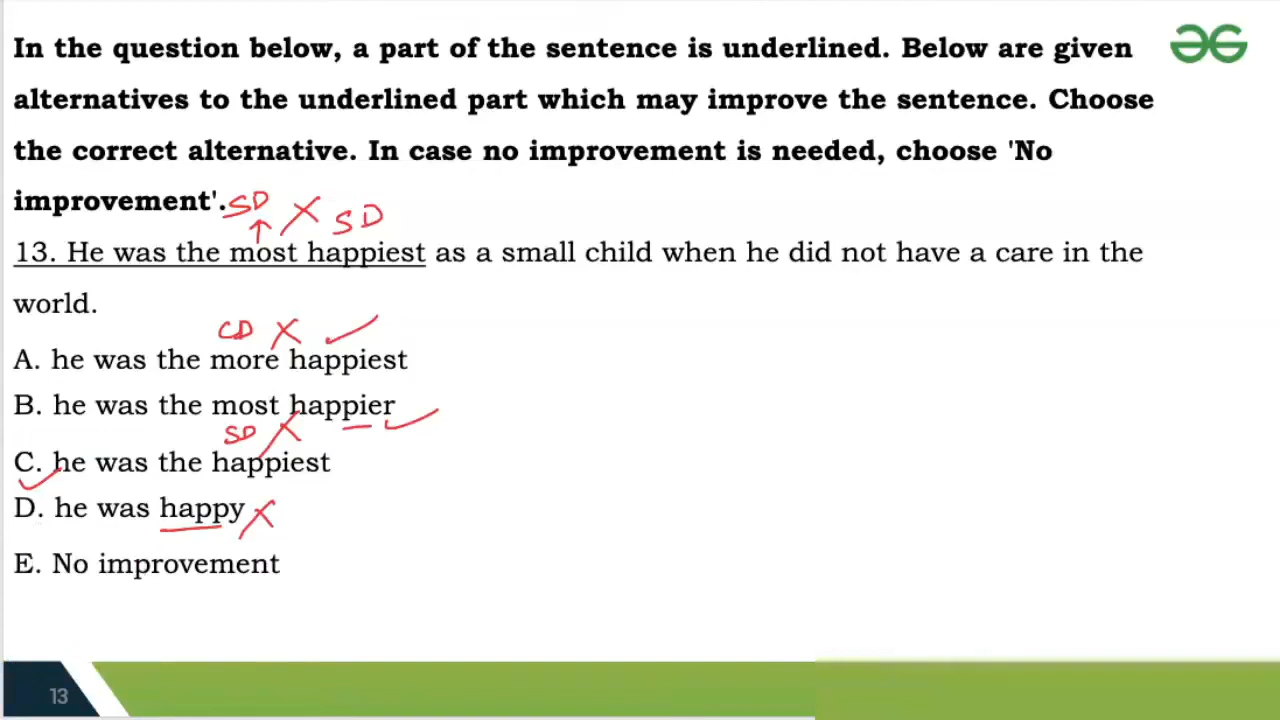 In the question below, a part of the sentence is underlined. Below are given
alternatives to the underlined part which may improve the sentence. Choose
the correct alternative. In case no improvement is needed, choose 'No
improvement'.
SD SD
13. He was the most happiest as a small child when he did not have a care in the
world.
CD
A. he was the more happiest
B. he was the most happier
SD
C. he was the happiest
D. he was happy
E. No improvement
13